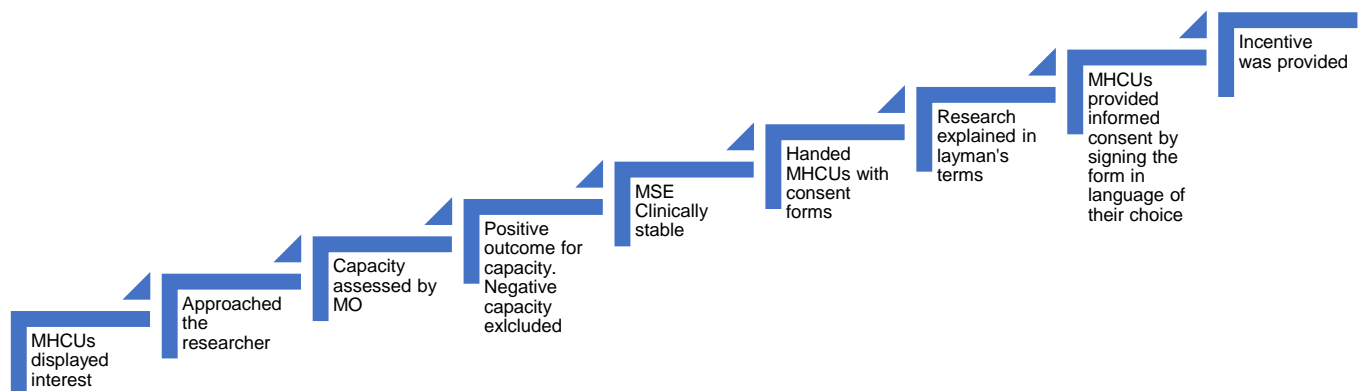 MHCUs
displayed
interest
Approached
the
researcher
Capacity
assessed by
MO
Positive
outcome for
capacity.
Negative
capacity
exlcluded
MSE
Clinically
stable
Handed
MHCUs with
consent
forms
Research
explained in
layman's
terms
MHCUs
provided
informed
consent by
signing the
form in
language of
their choice
Incentive
was provided